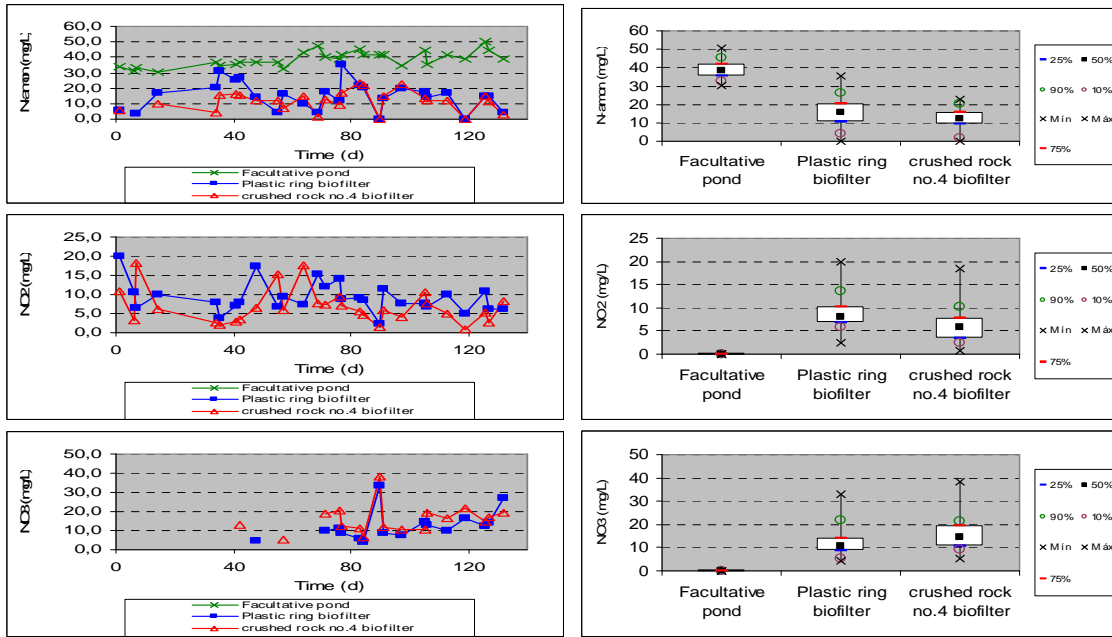 N-amon (mg/L)
60,0
50,0
40,0
30,0
20,0
10,0
0,0
0 40 80 120
Time (d)
Facultative pond
Plastic ring biofilter
crushed rock no.4 biofilter
N-amon (mg/L)
60
50
40
30
20
10
0
Facultative pond
Plastic ring biofilter
crushed rock no.4 biofilter
25% 50%
90% 10%
Mín Máx
75%
NO2 (mg/L)
25,0
20,0
15,0
10,0
5,0
0,0
0 40 80 120
Time (d)
Facultative pond
Plastic ring biofilter
crushed rock no.4 biofilter
NO2 (mg/L)
25
20
15
10
5
0
Facultative pond
Plastic ring biofilter
crushed rock no.4 biofilter
25% 50%
90% 10%
Mín Máx
75%
NO3 (mg/L)
50,0
40,0
30,0
20,0
10,0
0,0
0 40 80 120
Time (d)
Facultative pond
Plastic ring biofilter
crushed rock no.4 biofilter
NO3 (mg/L)
50
40
30
20
10
0
Facultative pond
Plastic ring biofilter
crushed rock no.4 biofilter
25% 50%
90% 10%
Mín Máx
75%